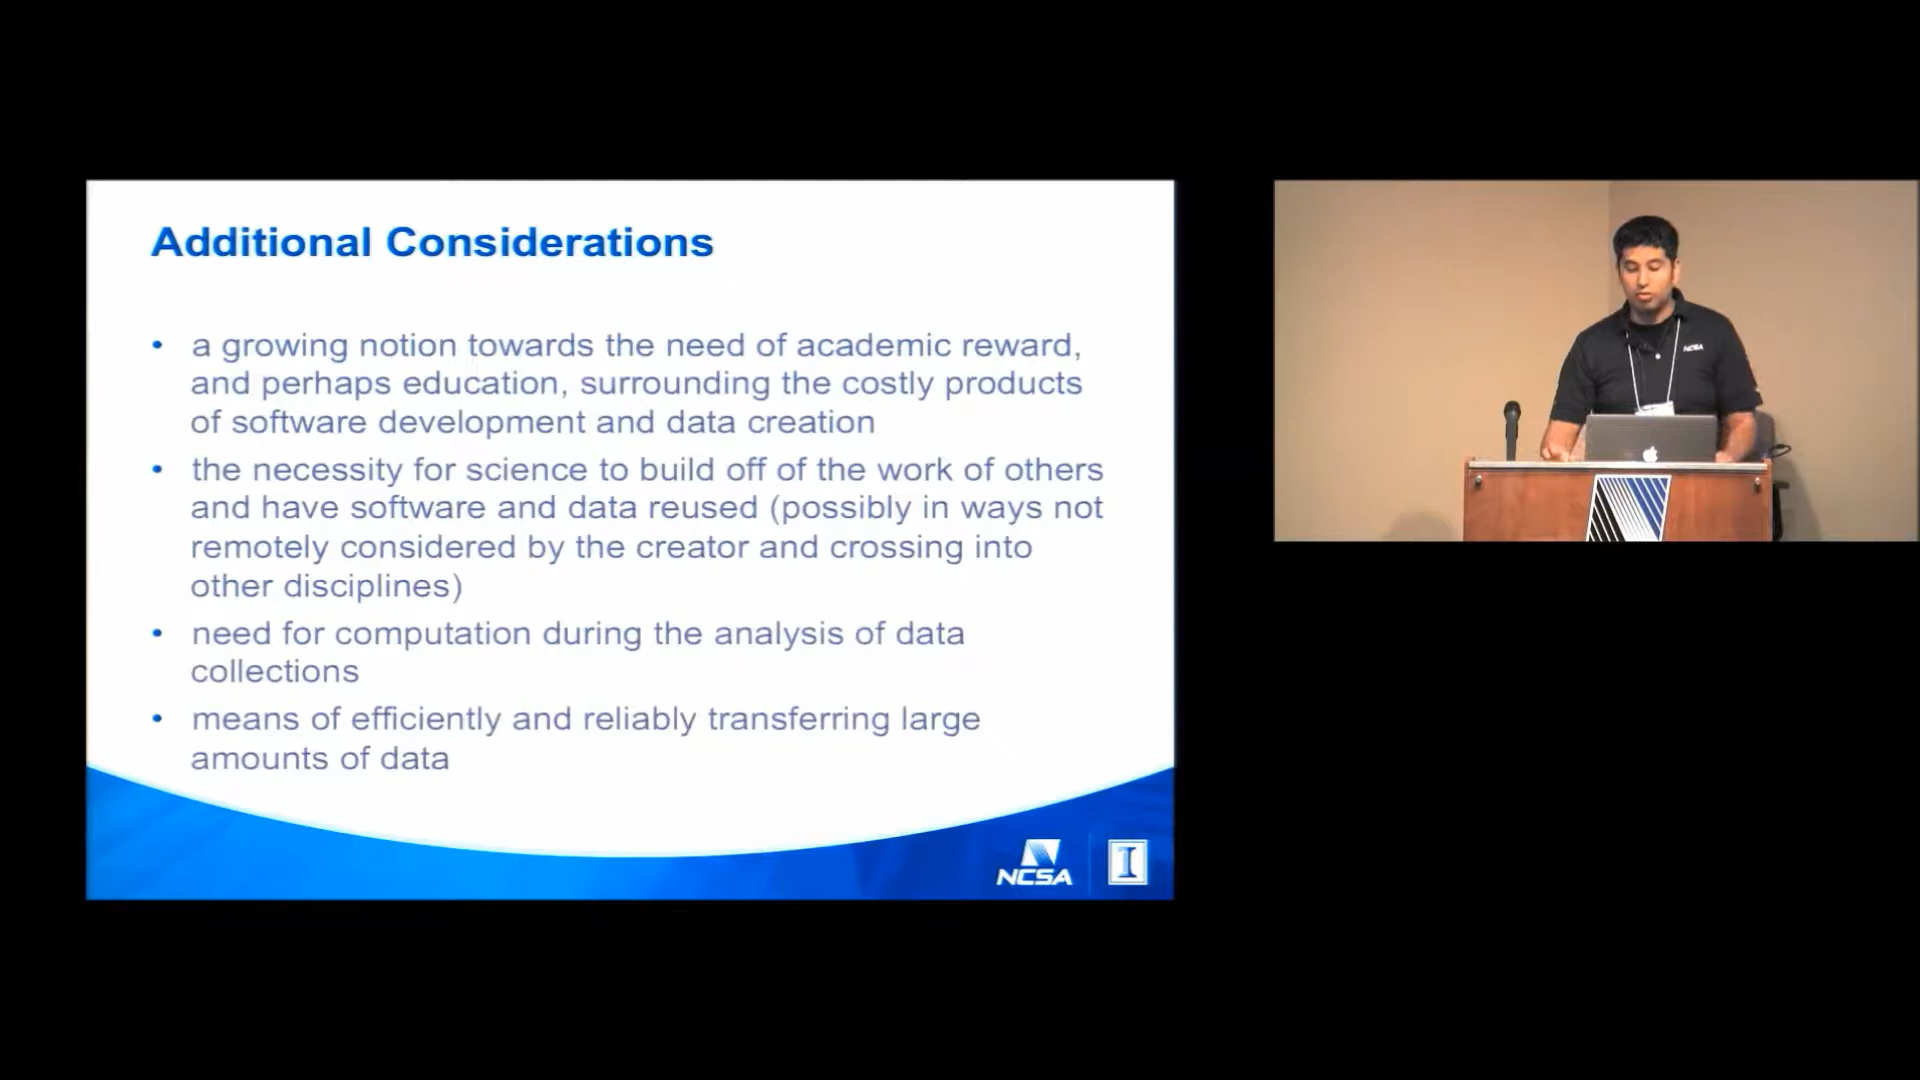 Additional Considerations
• a growing notion towards the need of academic reward,
and perhaps education, surrounding the costly products
of software development and data creation
• the necessity for science to build off of the work of others
and have software and data reused (possibly in ways not
remotely considered by the creator and crossing into
other disciplines)
• need for computation during the analysis of data
collections
• means of efficiently and reliably transferring large
amounts of data
NCSA
I
NCSA